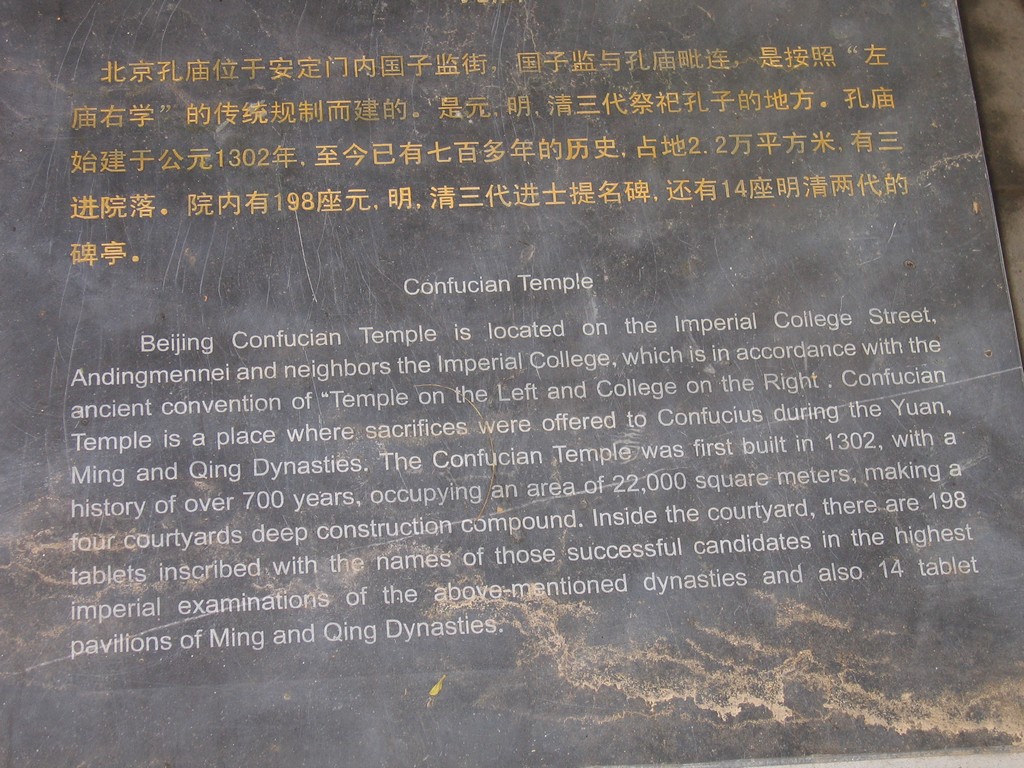 北京孔庙位于安定门内国子监街, 国子监与孔庙毗连。是按照“左
庙右学”的传统规制而建的。是元, 明, 清三代祭祀孔子的地方。孔庙
始建于公元1302年, 至今已有七百多年的历史, 占地2.2万平方米, 有三
进院落。院内有198座元, 明, 清三代进士提名碑, 还有14座明清两代的
碑亭。
Confucian Temple
Beijing Confucian Temple is located on the Imperial College Street,
Andingmennei and neighbors the Imperial College, which is in accordance with the
ancient convention of “Temple on the Left and College on the Right . Confucian
Temple is a place where sacrifices were offered to Confucius during the Yuan,
Ming and Qing Dynasties. The Confucian Temple was first built in 1302, with a
history of over 700 years, occupying an area of 22,000 square meters, making a
four courtyards deep construction compound. Inside the courtyard, there are 198
tablets inscribed with the names of those successful candidates in the highest
imperial examinations of the above-mentioned dynasties and also 14 tablet
pavilions of Ming and Qing Dynasties.